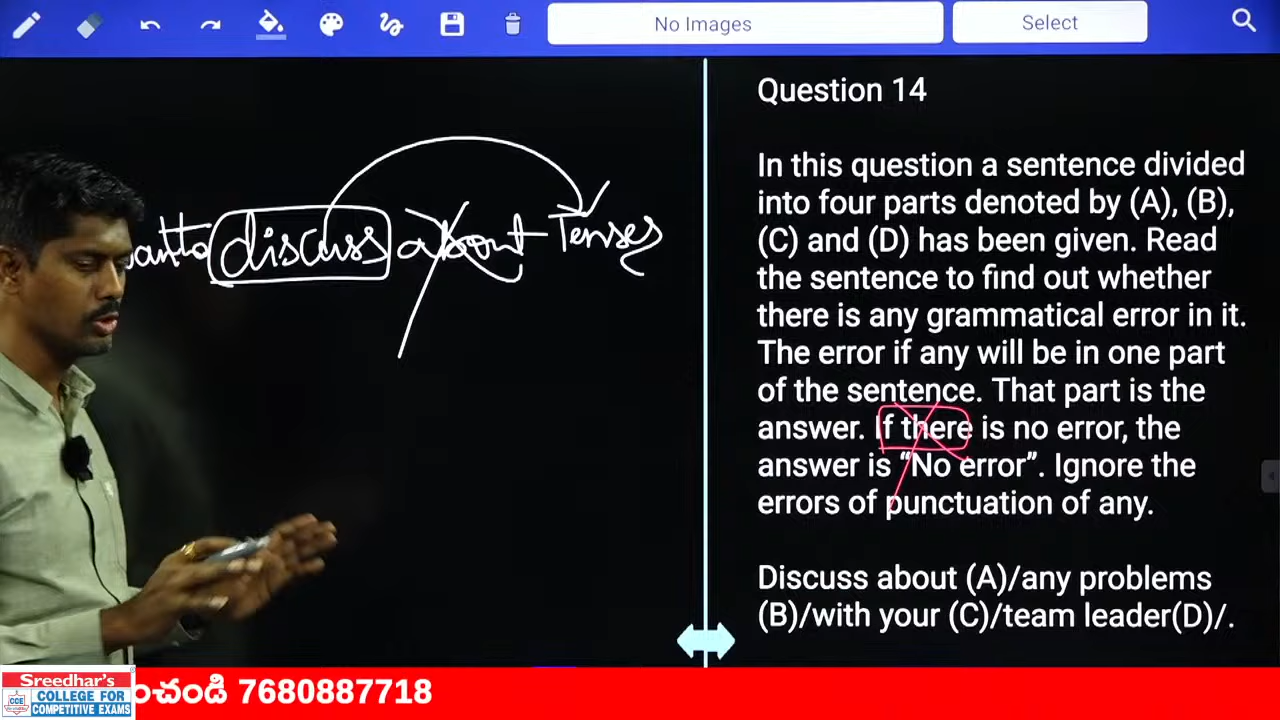 No Images
Select
discuss about Tenses
Question 14
In this question a sentence divided
into four parts denoted by (A), (B),
(C) and (D) has been given. Read
the sentence to find out whether
there is any grammatical error in it.
The error if any will be in one part
of the sentence. That part is the
answer. If there is no error, the
answer is “No error”. Ignore the
errors of punctuation of any.
Discuss about (A)/any problems
(B)/with your (C)/team leader(D)/.
Sreedhar's
CCE
COLLEGE FOR
COMPETITIVE EXAMS
ంచండి 7680887718